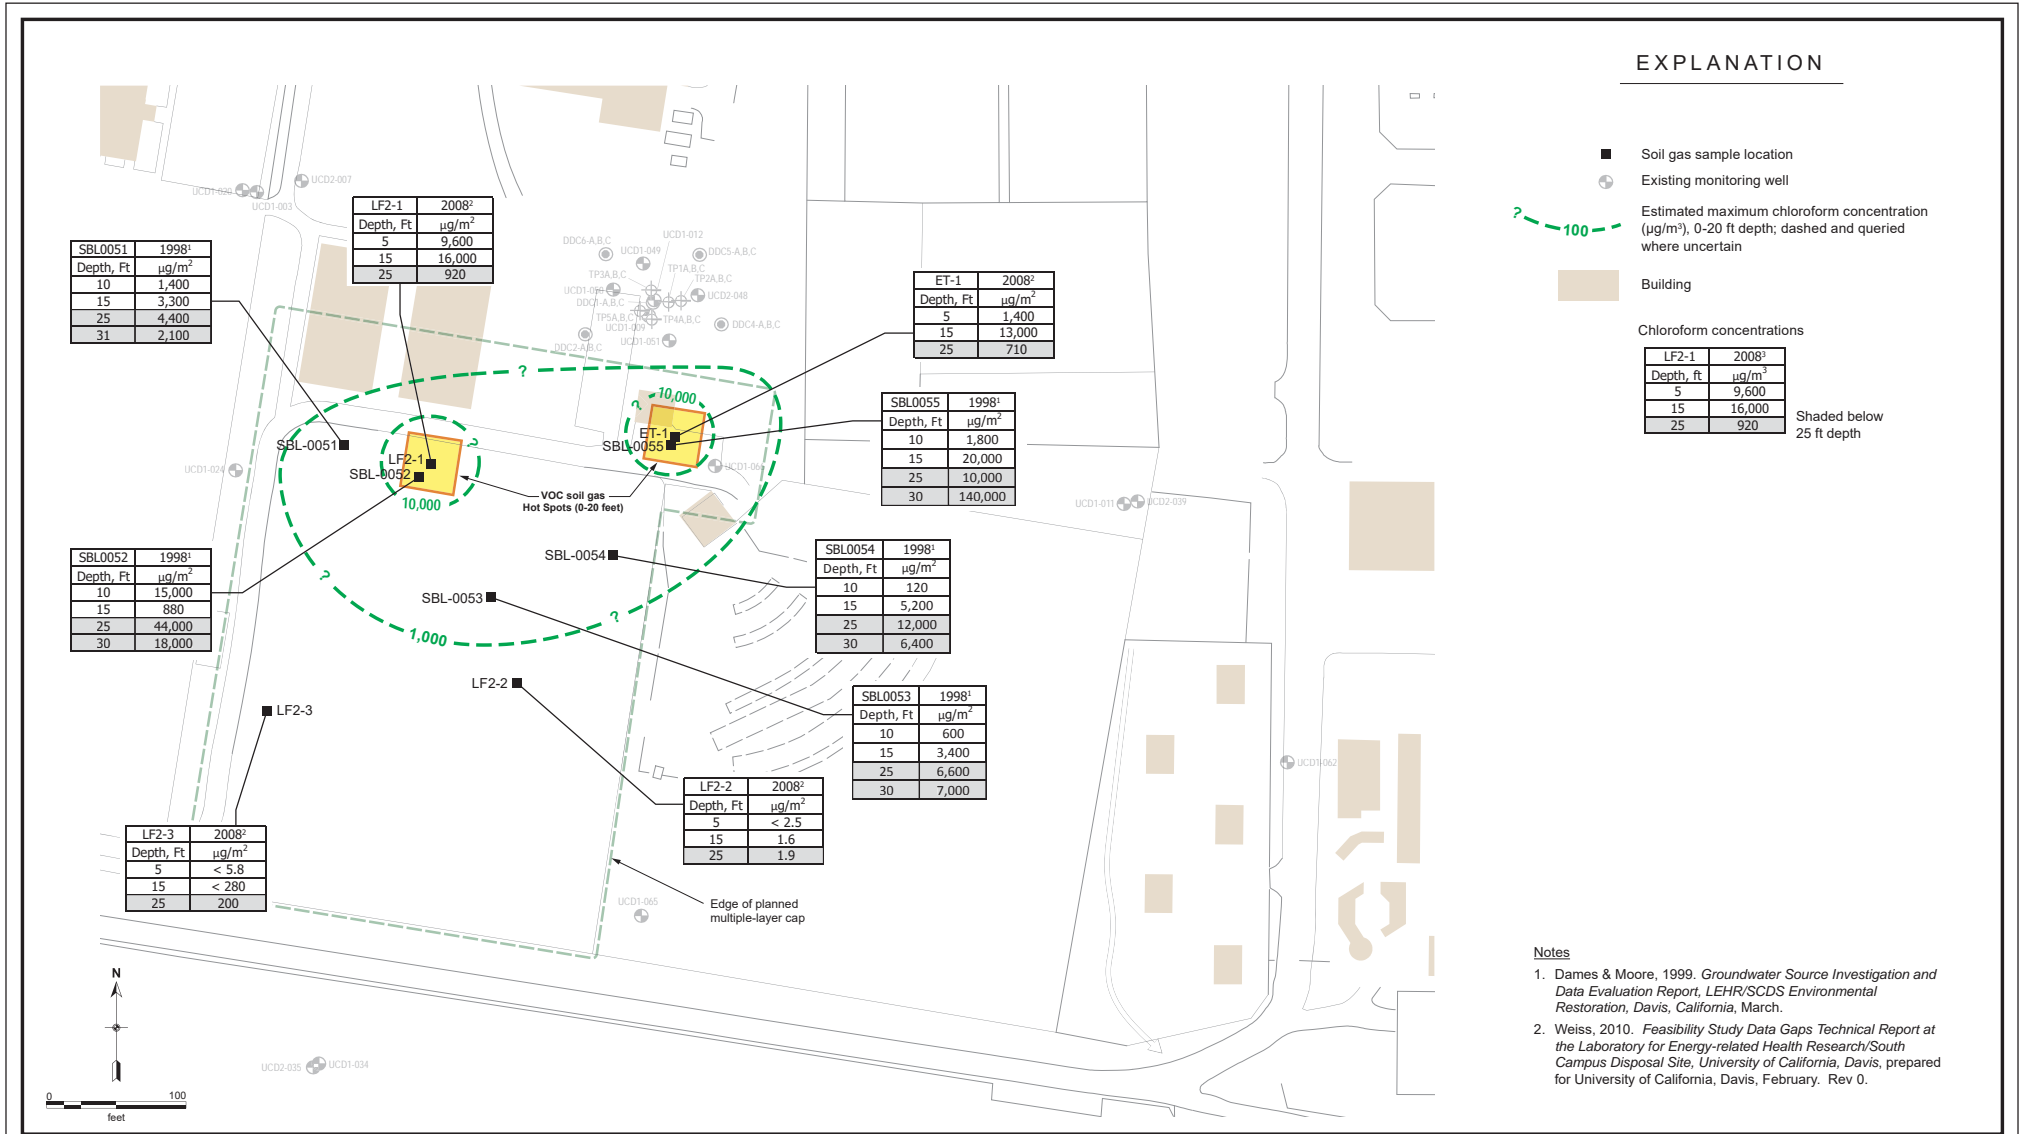 EXPLANATION
Soil gas sample location
Existing monitoring well
?
100
Estimated maximum chloroform concentration
(µg/m³), 0-20 ft depth; dashed and queried
where uncertain
Building
Chloroform concentrations
LF2-1 2008³
Depth, ft µg/m³
5 9,600
15 16,000
25 920
Shaded below
25 ft depth
UCD1-020
UCD1-003
UCD2-007
LF2-1 2008²
Depth, Ft µg/m²
5 9,600
15 16,000
25 920
SBL0051 1998¹
Depth, Ft µg/m²
10 1,400
15 3,300
25 4,400
31 2,100
DDC6-A,B,C
UCD1-012
UCD1-049
DDC5-A,B,C
TP3A,B,C
TP1A,B,C
TP2A,B,C
UCD2-048
DDC1-A,B,C
TP5A,B,C
TP4A,B,C
UCD1-009
DDC4-A,B,C
DDC2-A,B,C
UCD1-051
ET-1 2008²
Depth, Ft µg/m²
5 1,400
15 13,000
25 710
SBL0055 1998¹
Depth, Ft µg/m²
10 1,800
15 20,000
25 10,000
30 140,000
?
10,000
?
ET-1
SBL-0055
SBL-0051
?
LF2-1
SBL-0052
10,000
UCD1-024
VOC soil gas
Hot Spots (0-20 feet)
UCD1-011
UCD2-039
SBL-0054
SBL-0053
?
?
1,000
SBL0052 1998¹
Depth, Ft µg/m²
10 15,000
15 880
25 44,000
30 18,000
SBL0054 1998¹
Depth, Ft µg/m²
10 120
15 5,200
25 12,000
30 6,400
SBL0053 1998¹
Depth, Ft µg/m²
10 600
15 3,400
25 6,600
30 7,000
LF2-2
LF2-3
UCD1-062
LF2-2 2008²
Depth, Ft µg/m²
5 < 2.5
15 1.6
25 1.9
LF2-3 2008²
Depth, Ft µg/m²
5 < 5.8
15 < 280
25 200
UCD1-065
Edge of planned
multiple-layer cap
N
0 100
feet
UCD2-035
UCD1-034
Notes
1. Dames & Moore, 1999. Groundwater Source Investigation and
Data Evaluation Report, LEHR/SCDS Environmental
Restoration, Davis, California, March.
2. Weiss, 2010. Feasibility Study Data Gaps Technical Report at
the Laboratory for Energy-related Health Research/South
Campus Disposal Site, University of California, Davis, prepared
for University of California, Davis, February. Rev 0.